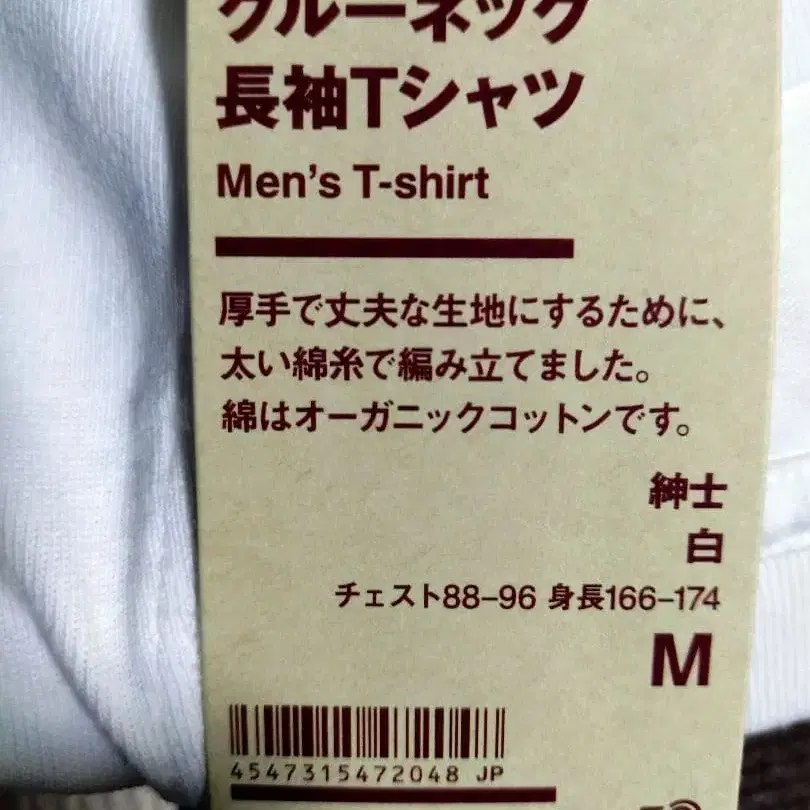 クルーネック
長袖Tシャツ
Men's T-shirt
厚手で丈夫な生地にするために、
太い綿糸で編み立てました。
綿はオーガニックコットンです。
紳士
白
チェスト88–96 身長166–174
M
4547315472048 JP